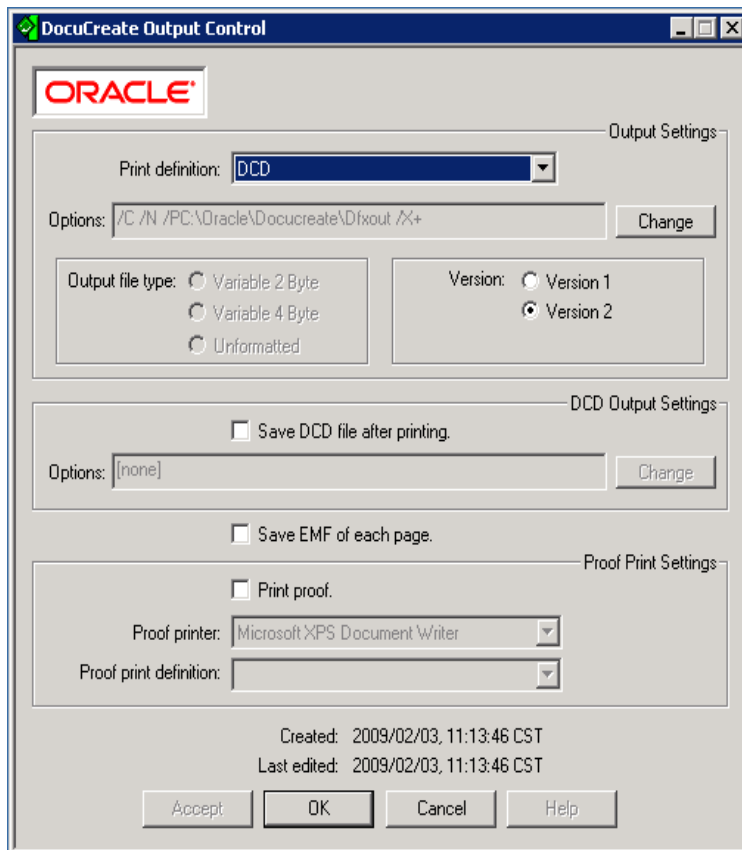 DocuCreate Output Control
ORACLE®
Output Settings
Print definition: DCD
Options: /C /N /PC:\Oracle\Docucreate\Dfxout /X+ Change
Output file type: Variable 2 Byte
Variable 4 Byte
Unformatted
Version: Version 1
Version 2
DCD Output Settings
Save DCD file after printing.
Options: [none] Change
Save EMF of each page.
Proof Print Settings
Print proof.
Proof printer: Microsoft XPS Document Writer
Proof print definition:
Created: 2009/02/03, 11:13:46 CST
Last edited: 2009/02/03, 11:13:46 CST
Accept OK Cancel Help